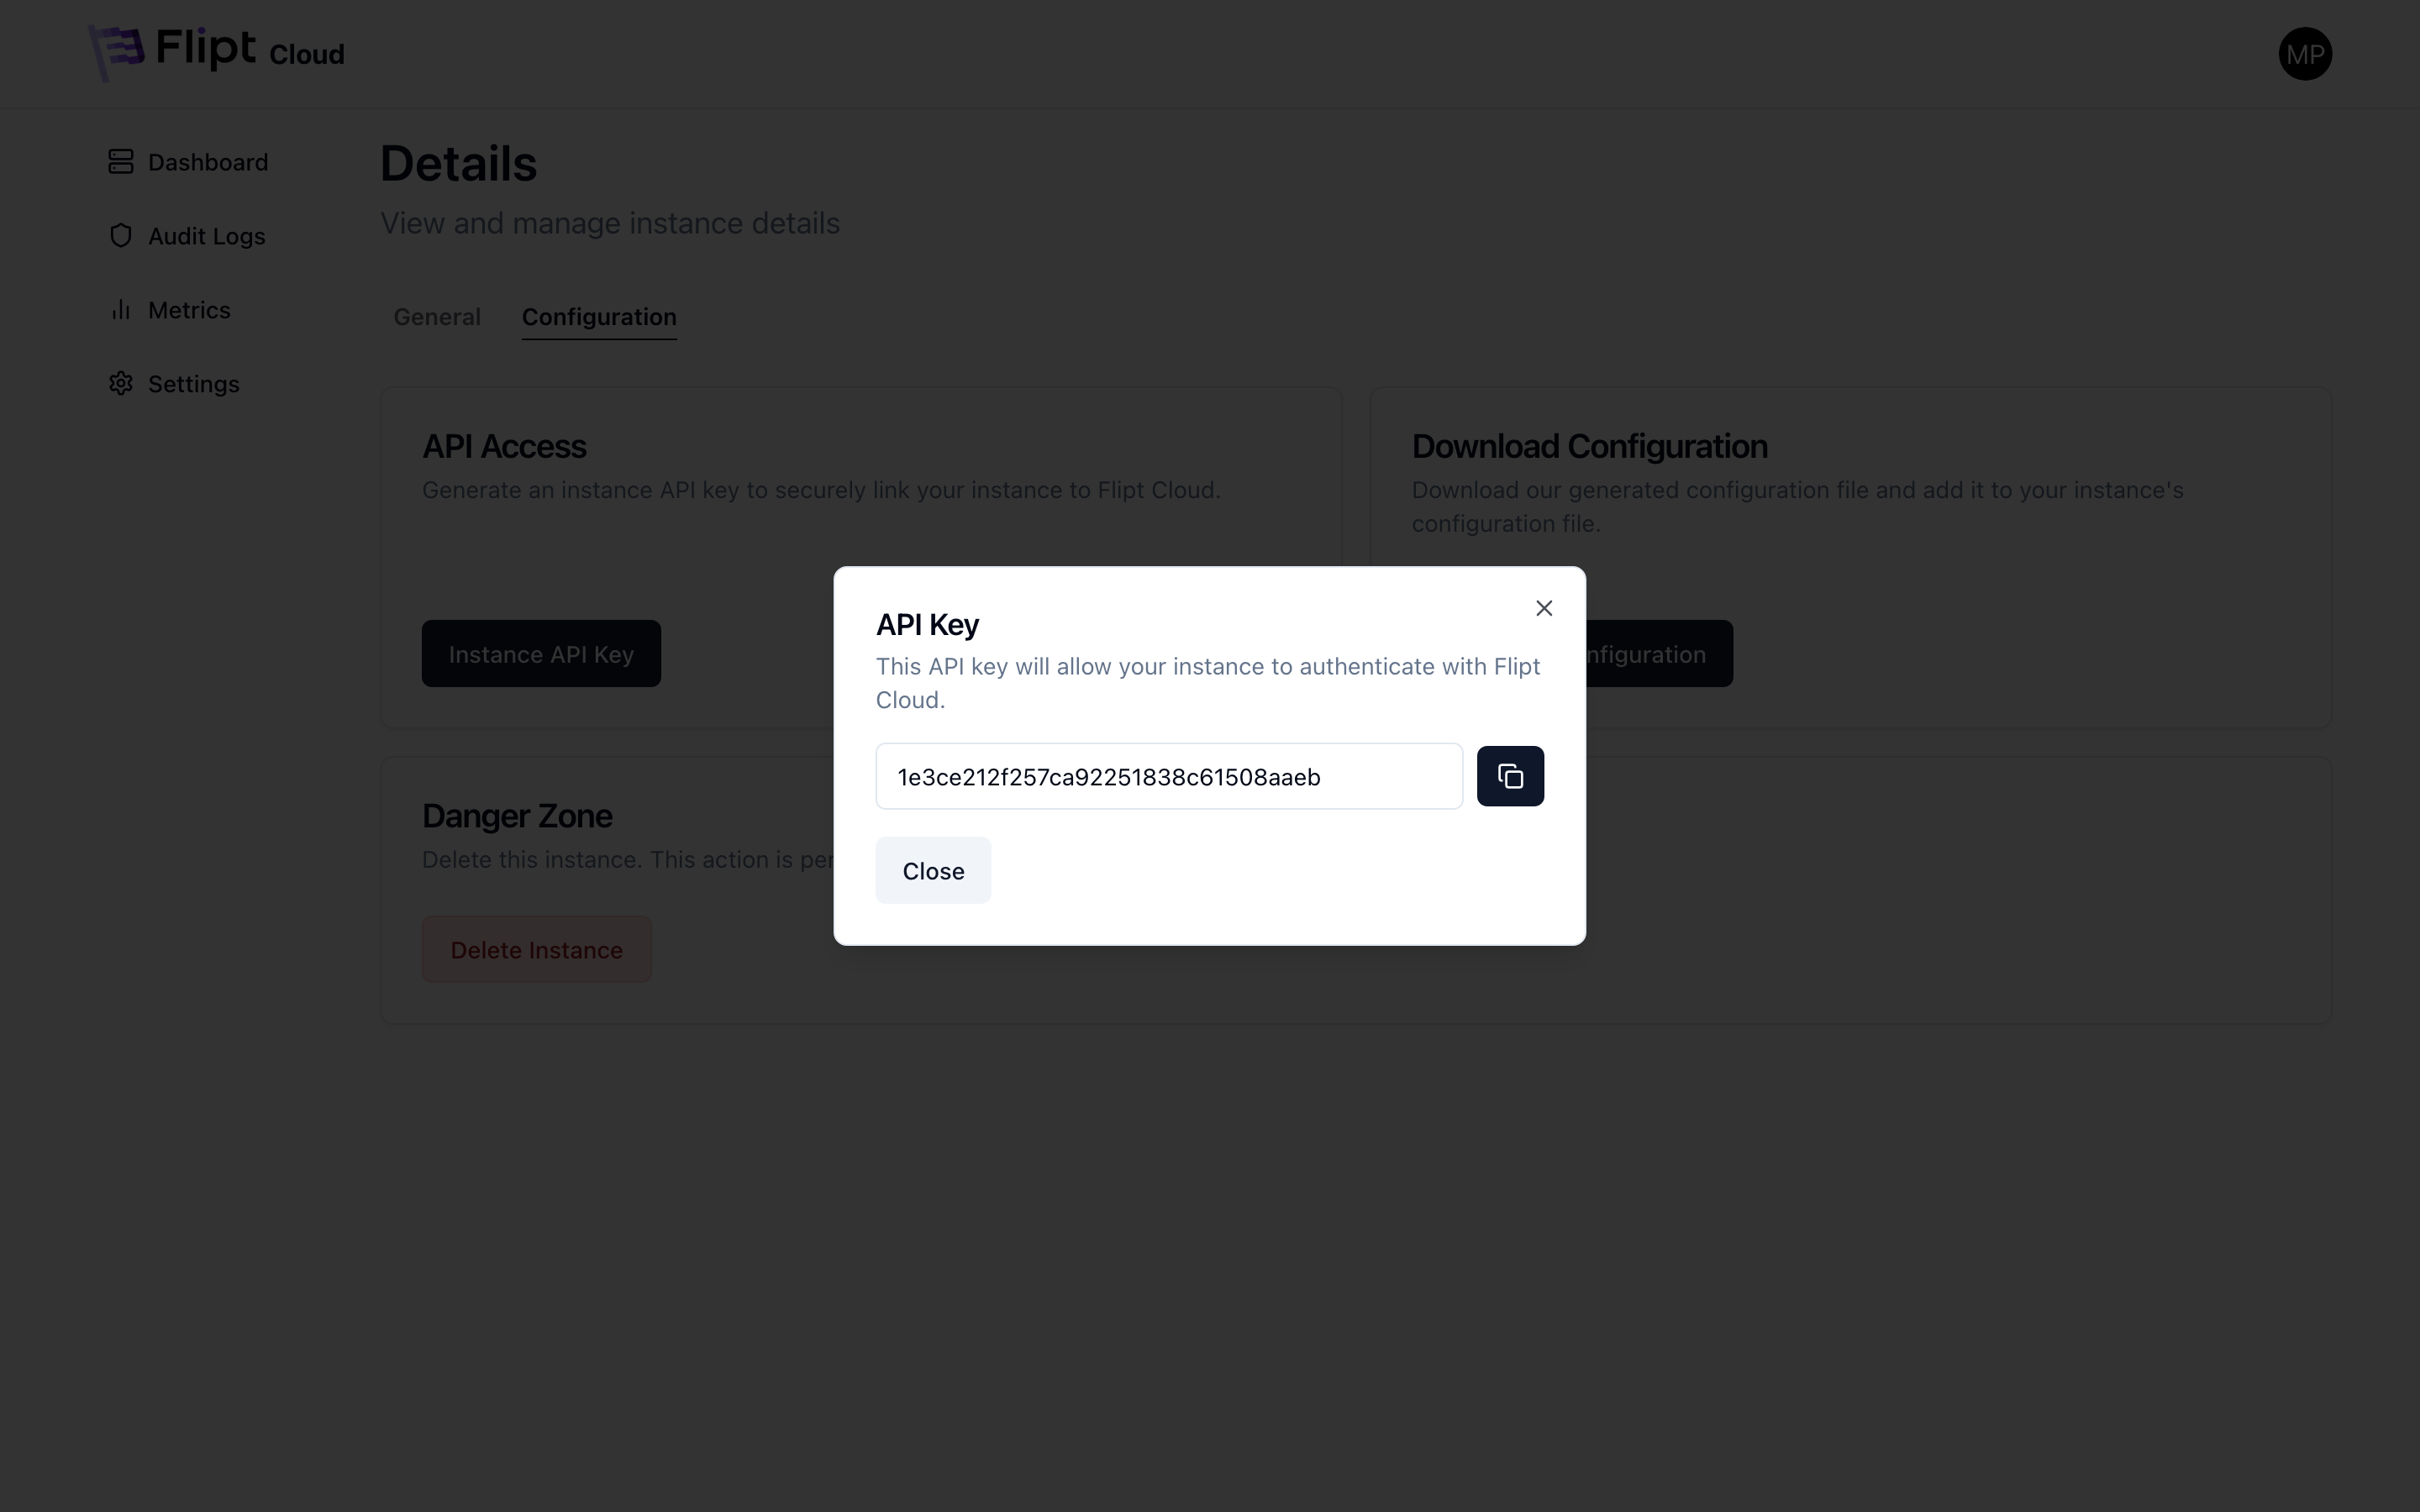 Flipt Cloud
MP
Dashboard
Audit Logs
Metrics
Settings
Details
View and manage instance details
General
Configuration
API Access
Generate an instance API key to securely link your instance to Flipt Cloud.
Instance API Key
Download Configuration
Download our generated configuration file and add it to your instance's
configuration file.
nfiguration
API Key
This API key will allow your instance to authenticate with Flipt
Cloud.
1e3ce212f257ca92251838c61508aaeb
Close
Danger Zone
Delete this instance. This action is per
Delete Instance